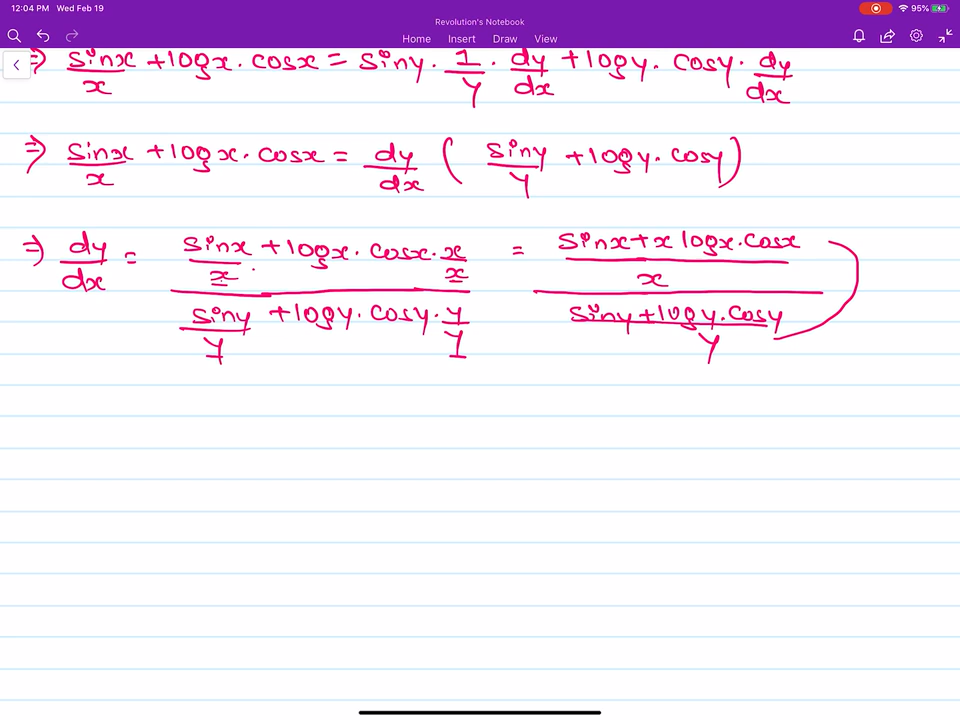 12:04 PM Wed Feb 19 95%
Revolution's Notebook
Home Insert Draw View
⇒ sinx/x + logx. cosx = siny. 1/y. dy/dx + logy. cosy. dy/dx
⇒ sinx/x + logx. cosx = dy/dx ( siny/y + logy. cosy)
⇒ dy/dx = (sinx/x + logx. cosx. x/x)/(siny/y + logy. cosy. y/y) = ((sinx + x logx. cosx)/x)/((siny + logy. cosy)/y)